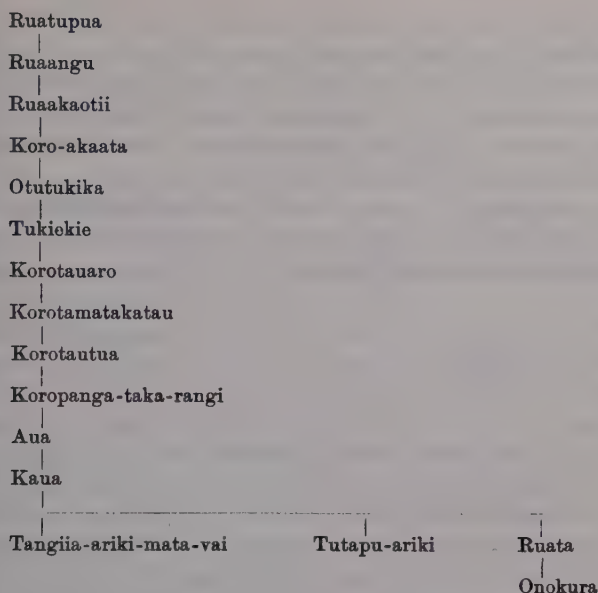 Ruatupua
Ruaangu
Ruaakaotii
Koro-akaata
Otutukika
Tukiekie
Korotauaro
Korotamatakatau
Korotautua
Koropanga-taka-rangi
Aua
Kaua
Tangiia-ariki-mata-vai Tutapu-ariki Ruata
Onokura